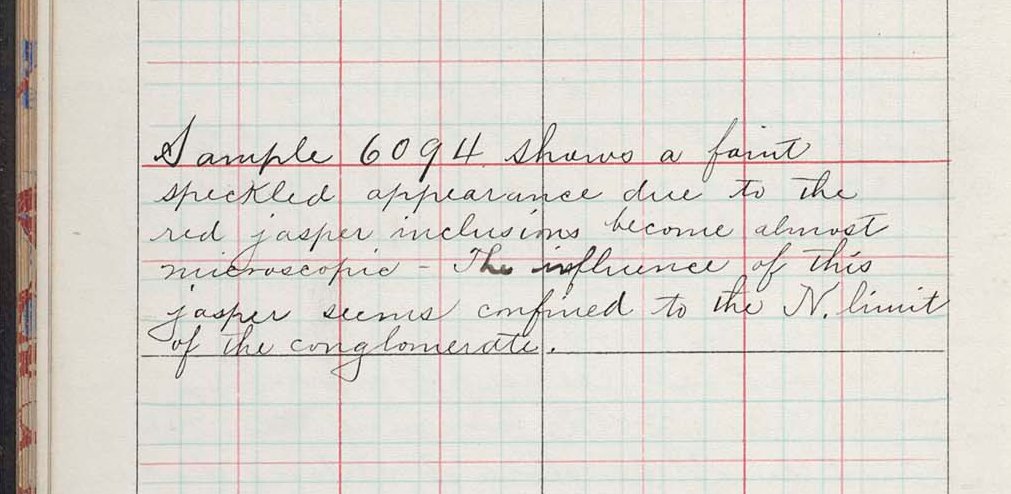 Sample 6094 shows a faint
speckled appearance due to the
red jasper inclusions become almost
microscopic - The influence of this
jasper seems confined to the N. limit
of the conglomerate.